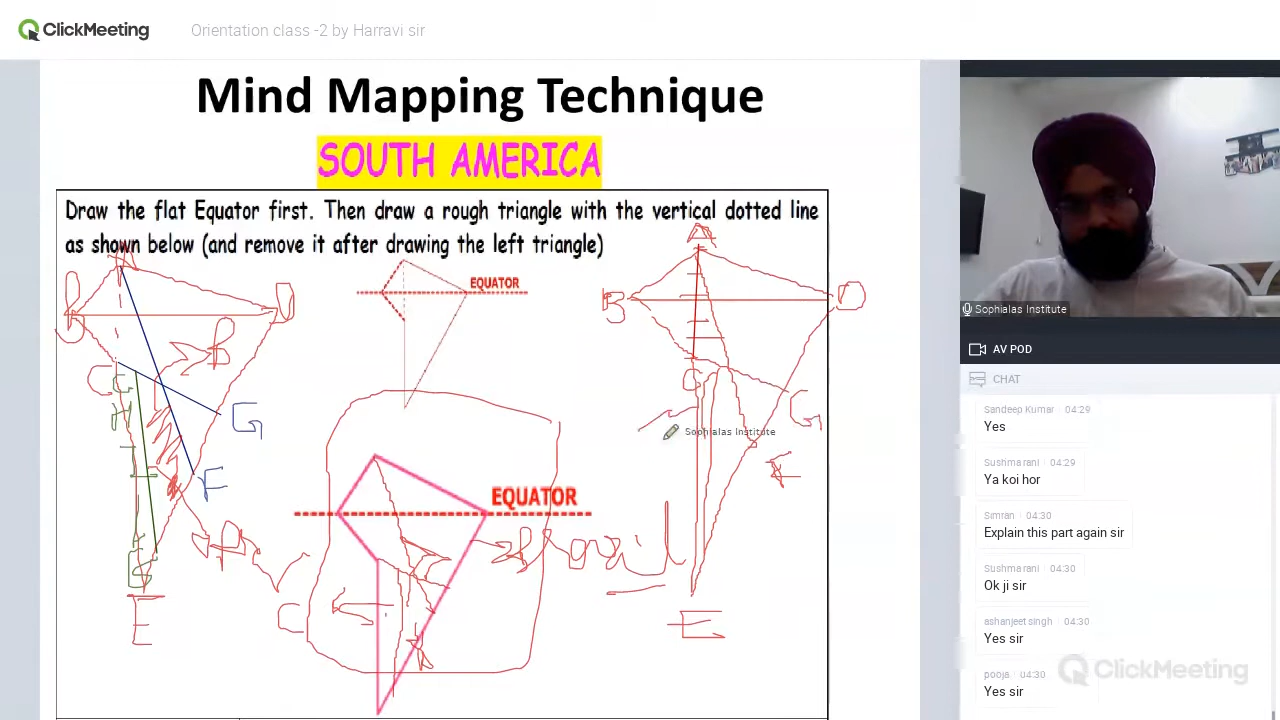 ClickMeeting
Orientation class -2 by Harravi sir
Mind Mapping Technique
SOUTH AMERICA
Draw the flat Equator first. Then draw a rough triangle with the vertical dotted line
as shown below (and remove it after drawing the left triangle)
A
A
EQUATOR
B
D
B
D
B
C
G
C
G
H
G
I
F
F
EQUATOR
Brazil
Ar
C
Ar
E
E
Sophialas Institute
Sophialas Institute
AV POD
CHAT
Sandeep Kumar · 04:29
Yes
Sushma rani · 04:29
Ya koi hor
Simran · 04:30
Explain this part again sir
Sushma rani · 04:30
Ok ji sir
ashanjeet singh · 04:30
Yes sir
pooja · 04:30
Yes sir
ClickMeeting